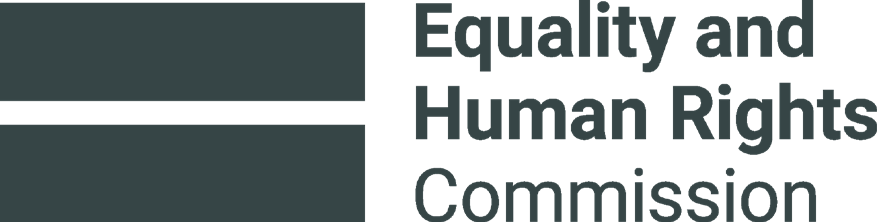 Equality and
Human Rights
Commission